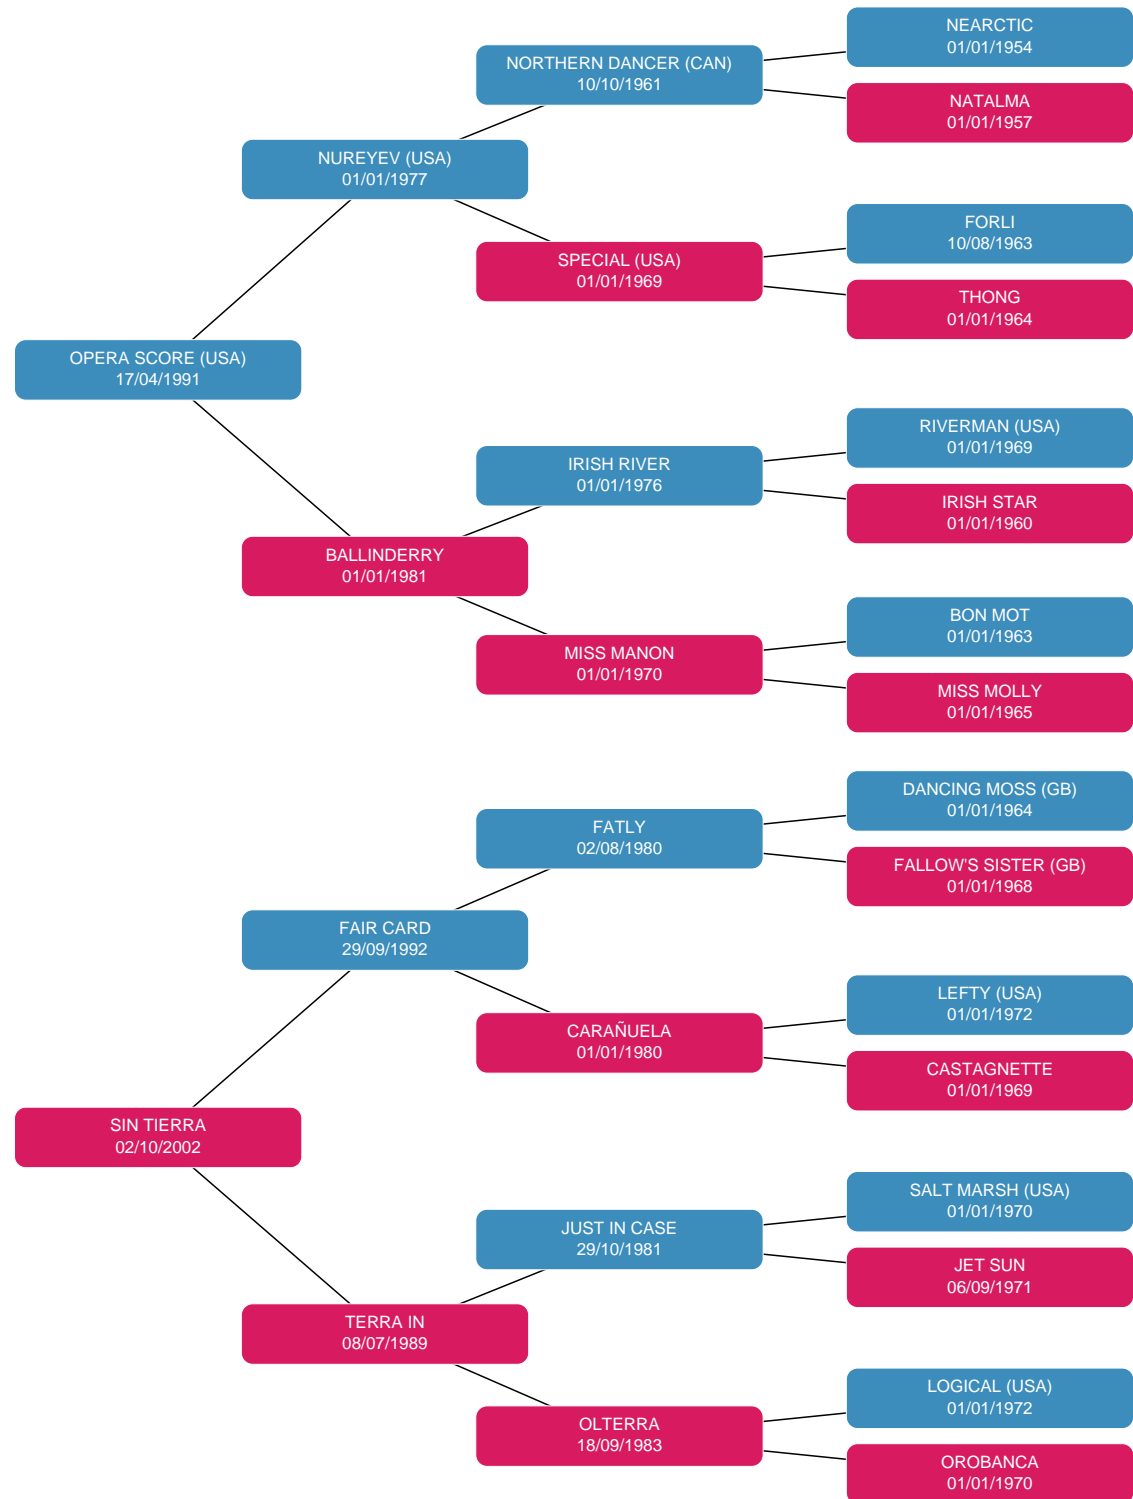 NEARCTIC
01/01/1954
NORTHERN DANCER (CAN)
10/10/1961
NATALMA
01/01/1957
NUREYEV (USA)
01/01/1977
FORLI
10/08/1963
SPECIAL (USA)
01/01/1969
THONG
01/01/1964
OPERA SCORE (USA)
17/04/1991
RIVERMAN (USA)
01/01/1969
IRISH RIVER
01/01/1976
IRISH STAR
01/01/1960
BALLINDERRY
01/01/1981
BON MOT
01/01/1963
MISS MANON
01/01/1970
MISS MOLLY
01/01/1965
DANCING MOSS (GB)
01/01/1964
FATLY
02/08/1980
FALLOW'S SISTER (GB)
01/01/1968
FAIR CARD
29/09/1992
LEFTY (USA)
01/01/1972
CARAÑUELA
01/01/1980
CASTAGNETTE
01/01/1969
SIN TIERRA
02/10/2002
SALT MARSH (USA)
01/01/1970
JUST IN CASE
29/10/1981
JET SUN
06/09/1971
TERRA IN
08/07/1989
LOGICAL (USA)
01/01/1972
OLTERRA
18/09/1983
OROBANCA
01/01/1970